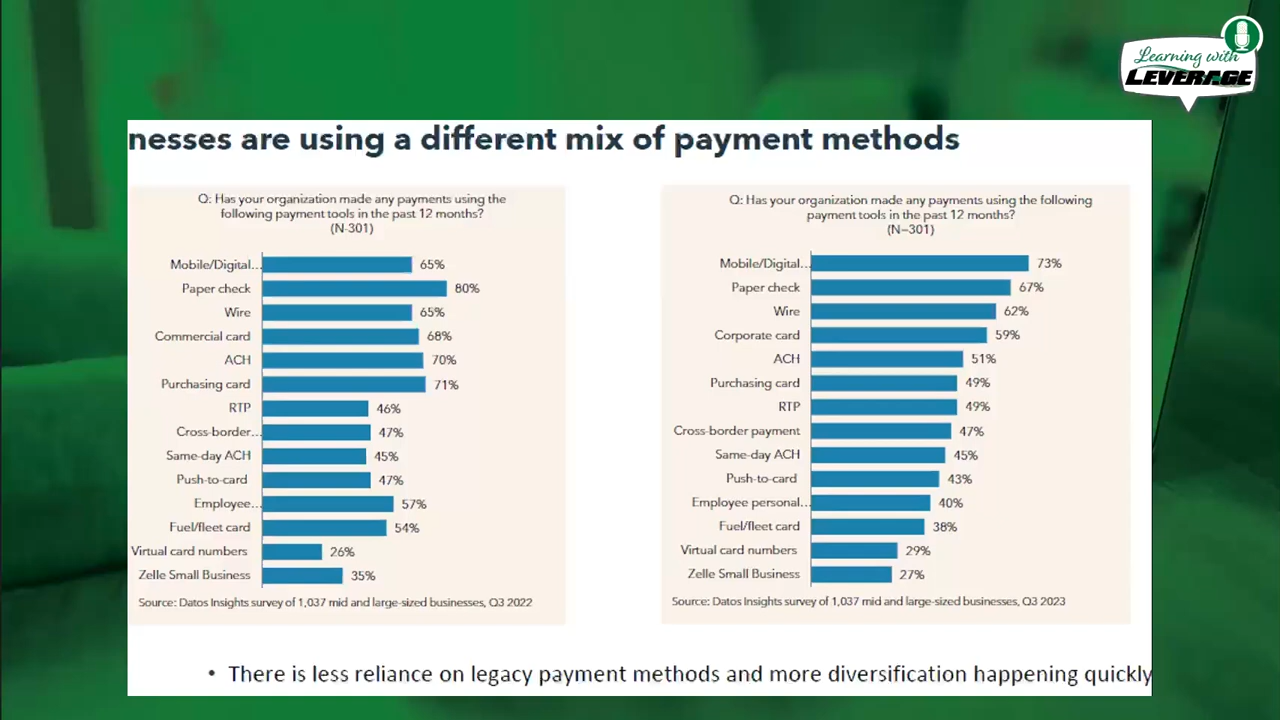 Learning with
LEVERAGE
nesses are using a different mix of payment methods
Q: Has your organization made any payments using the
following payment tools in the past 12 months?
(N-301)
Mobile/Digital... 65%
Paper check 80%
Wire 65%
Commercial card 68%
ACH 70%
Purchasing card 71%
RTP 46%
Cross-border... 47%
Same-day ACH 45%
Push-to-card 47%
Employee... 57%
Fuel/fleet card 54%
Virtual card numbers 26%
Zelle Small Business 35%
Source: Datos Insights survey of 1,037 mid and large-sized businesses, Q3 2022
Q: Has your organization made any payments using the following
payment tools in the past 12 months?
(N=301)
Mobile/Digital... 73%
Paper check 67%
Wire 62%
Corporate card 59%
ACH 51%
Purchasing card 49%
RTP 49%
Cross-border payment 47%
Same-day ACH 45%
Push-to-card 43%
Employee personal... 40%
Fuel/fleet card 38%
Virtual card numbers 29%
Zelle Small Business 27%
Source: Datos Insights survey of 1,037 mid and large-sized businesses, Q3 2023
• There is less reliance on legacy payment methods and more diversification happening quickly